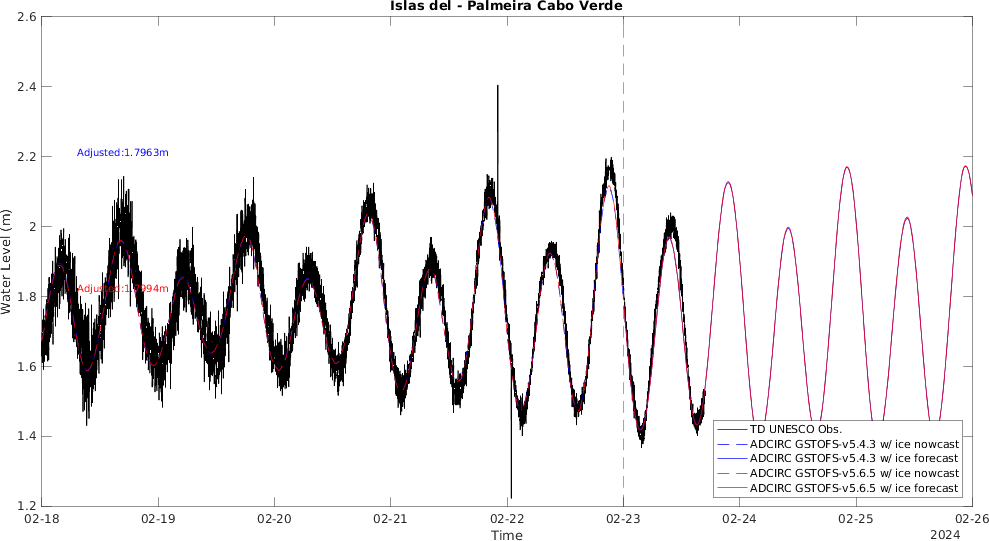 Islas del - Palmeira Cabo Verde
2.6
2.4
2.2
2
1.8
1.6
1.4
1.2
Water Level (m)
Adjusted:1.7963m
Adjusted:1.7994m
TD UNESCO Obs.
ADCIRC GSTOFS-v5.4.3 w/ ice nowcast
ADCIRC GSTOFS-v5.4.3 w/ ice forecast
ADCIRC GSTOFS-v5.6.5 w/ ice nowcast
ADCIRC GSTOFS-v5.6.5 w/ ice forecast
02-18 02-19 02-20 02-21 02-22 02-23 02-24 02-25 02-26
Time
2024